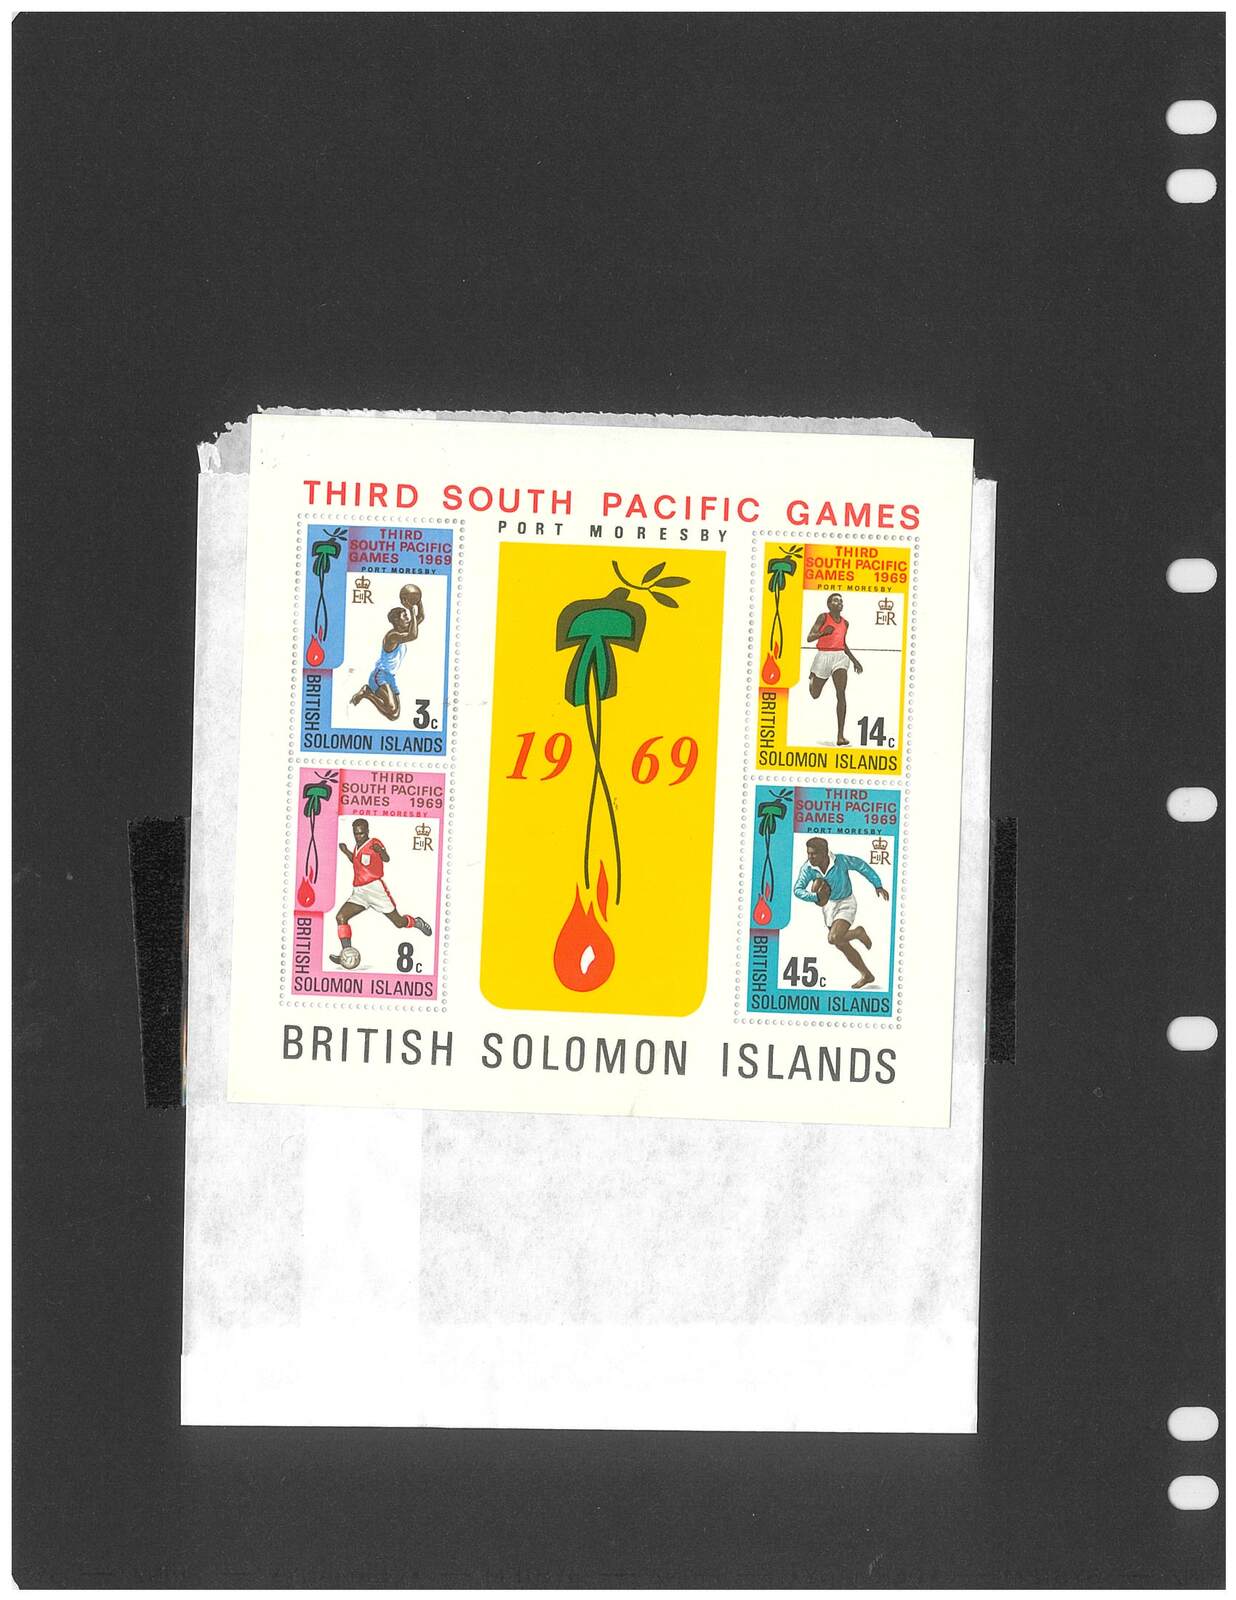 THIRD SOUTH PACIFIC GAMES
PORT MORESBY
THIRD
SOUTH PACIFIC
GAMES 1969
PORT MORESBY
EIIR
3c
BRITISH
SOLOMON ISLANDS
THIRD
SOUTH PACIFIC
GAMES 1969
PORT MORESBY
EIIR
8c
BRITISH
SOLOMON ISLANDS
19 69
THIRD
SOUTH PACIFIC
GAMES 1969
PORT MORESBY
EIIR
14c
BRITISH
SOLOMON ISLANDS
THIRD
SOUTH PACIFIC
GAMES 1969
PORT MORESBY
EIIR
45c
BRITISH
SOLOMON ISLANDS
BRITISH SOLOMON ISLANDS